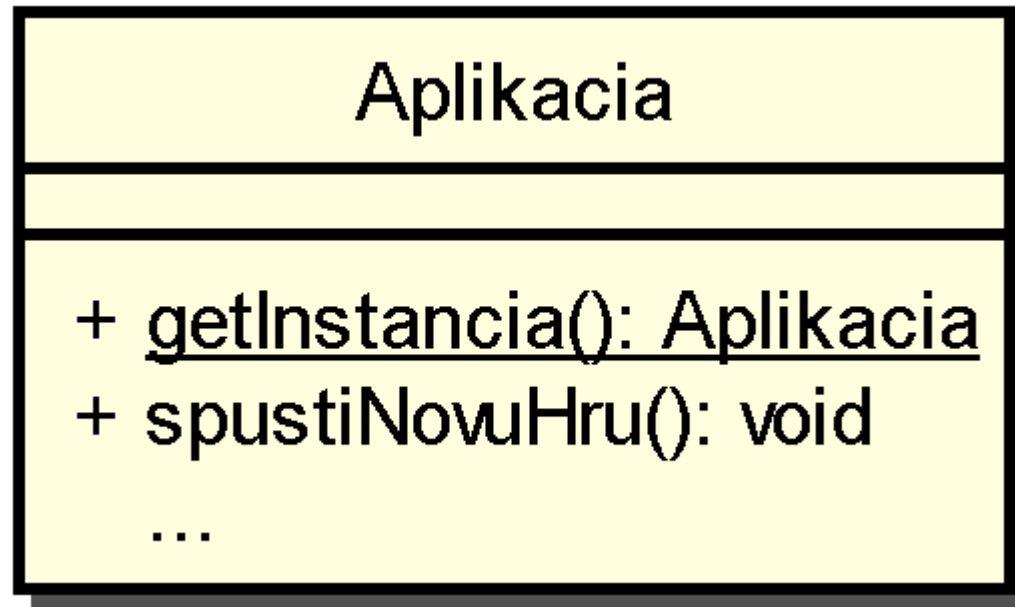 Aplikacia
+ getInstancia(): Aplikacia
+ spustiNovuHru(): void
...